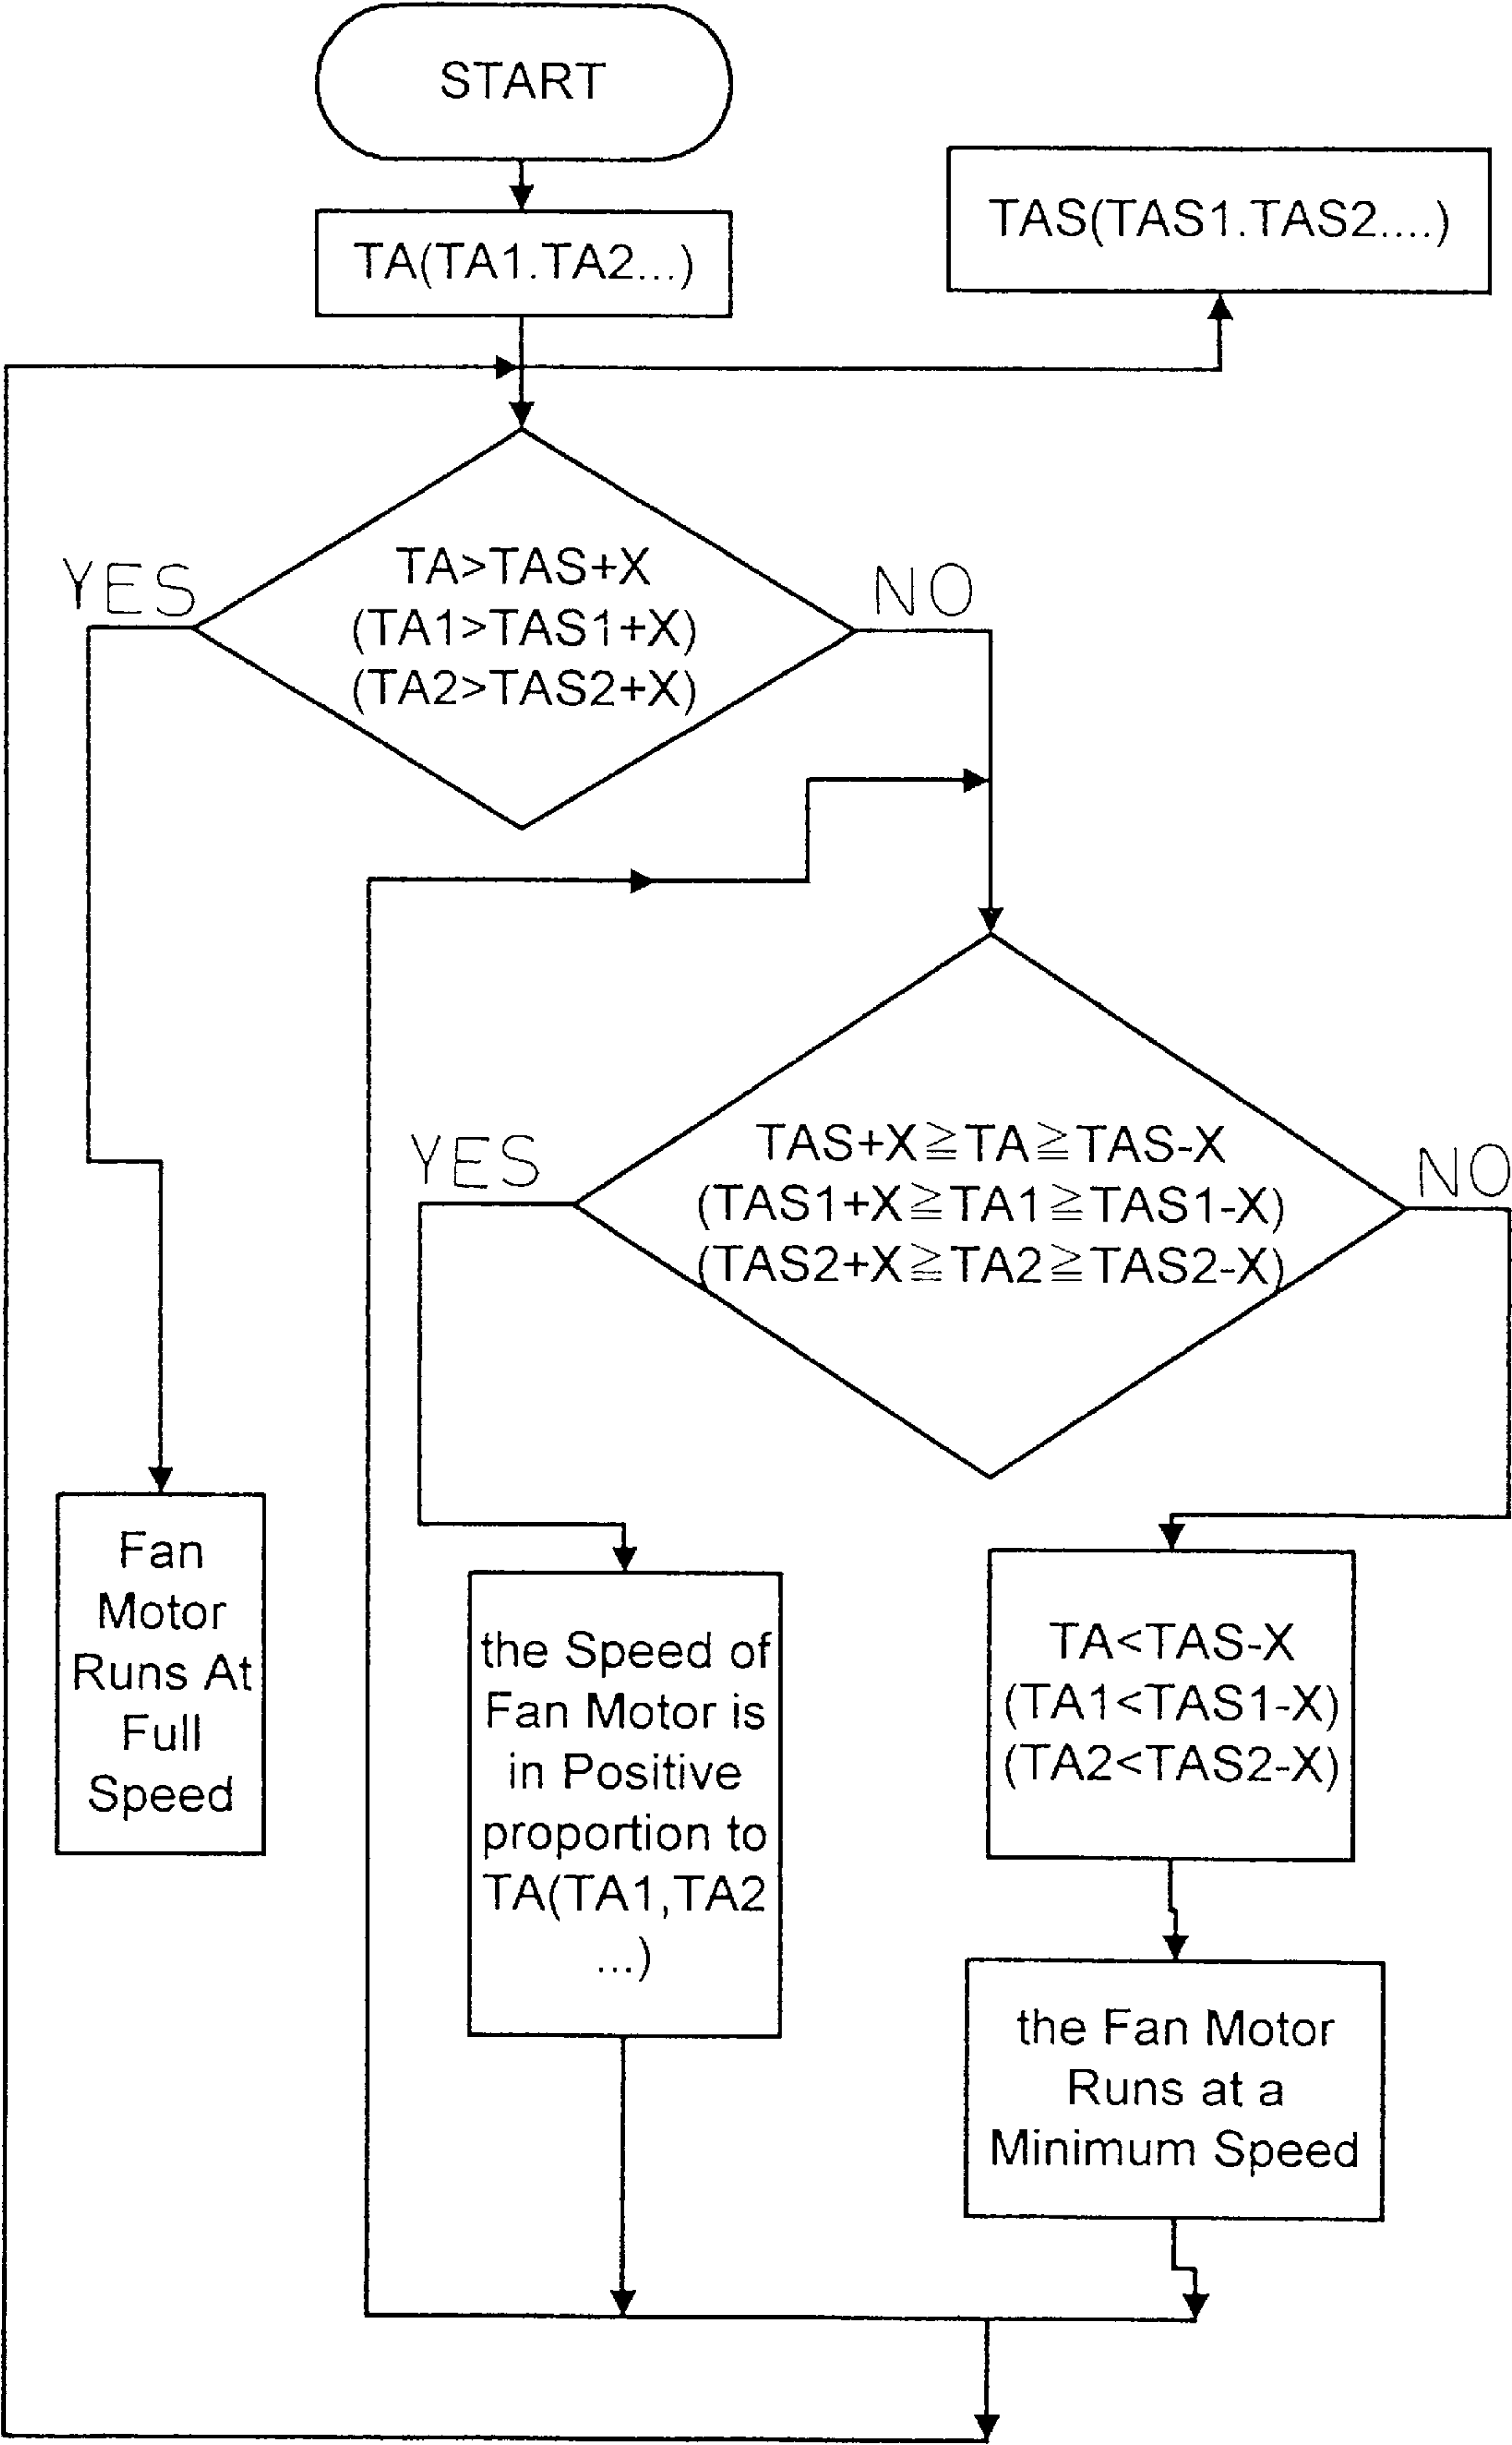 START
TA(TA1.TA2...)
TAS(TAS1.TAS2....)
TA>TAS+X
(TA1>TAS1+X)
(TA2>TAS2+X)
YES
NO
TAS+X≧TA≧TAS-X
(TAS1+X≧TA1≧TAS1-X)
(TAS2+X≧TA2≧TAS2-X)
YES
NO
Fan
Motor
Runs At
Full
Speed
the Speed of
Fan Motor is
in Positive
proportion to
TA(TA1,TA2
...)
TA<TAS-X
(TA1<TAS1-X)
(TA2<TAS2-X)
the Fan Motor
Runs at a
Minimum Speed